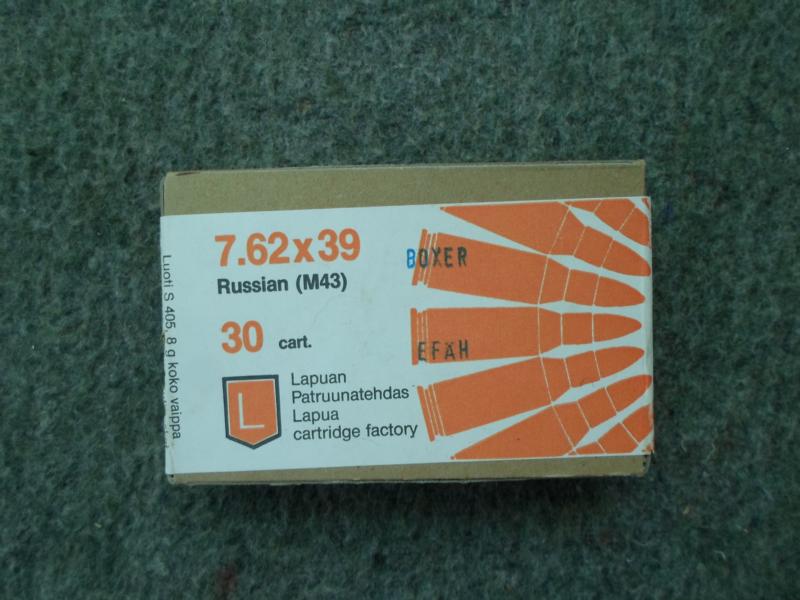 7.62x39
Russian (M43)
BOXER
30 cart.
EFÄH
L
Lapuan
Patruunatehdas
Lapua
cartridge factory
Luoti S 405, 8 g koko vaippa